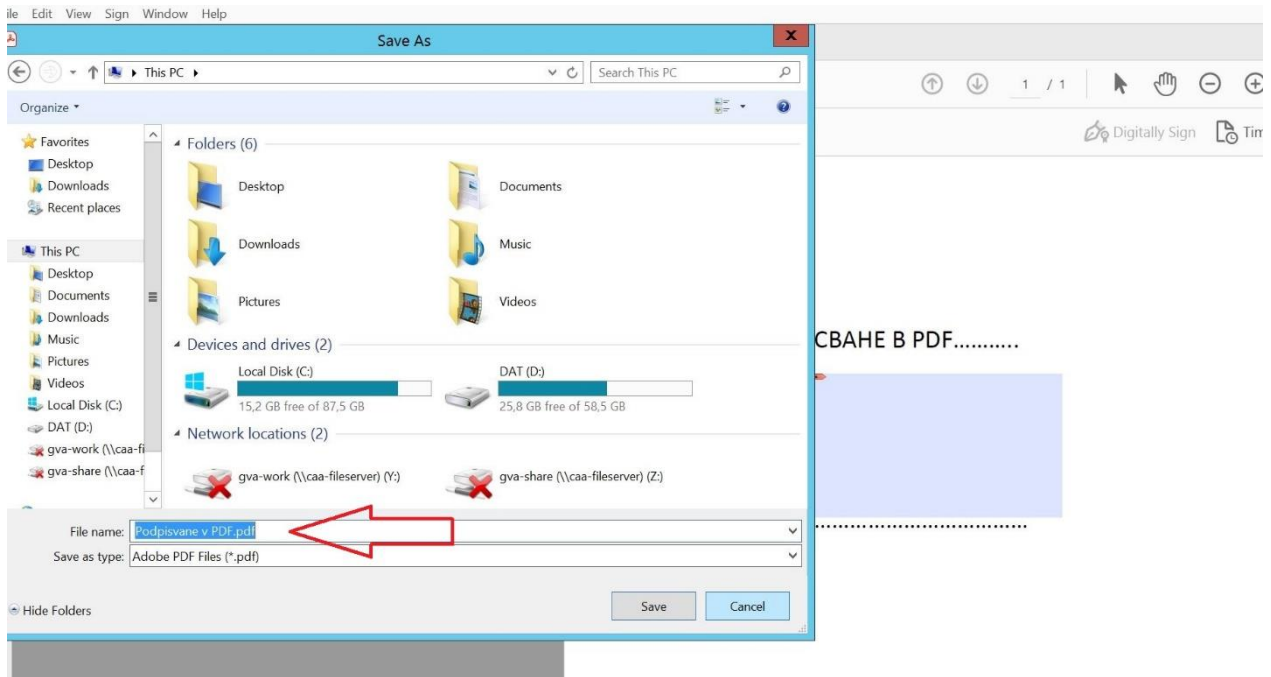 ile Edit View Sign Window Help
Save As
This PC
Search This PC
1 / 1
Organize
Digitally Sign
Tim
Favorites
Desktop
Downloads
Recent places
This PC
Desktop
Documents
Downloads
Music
Pictures
Videos
Local Disk (C:)
DAT (D:)
gva-work (\\caa-fi
gva-share (\\caa-f
Folders (6)
Desktop
Documents
Downloads
Music
Pictures
Videos
Devices and drives (2)
Local Disk (C:)
15,2 GB free of 87,5 GB
DAT (D:)
25,8 GB free of 58,5 GB
Network locations (2)
gva-work (\\caa-fileserver) (Y:)
gva-share (\\caa-fileserver) (Z:)
СВАНЕ В PDF...........
File name: Podpisvane v PDF.pdf
Save as type: Adobe PDF Files (*.pdf)
Hide Folders
Save
Cancel